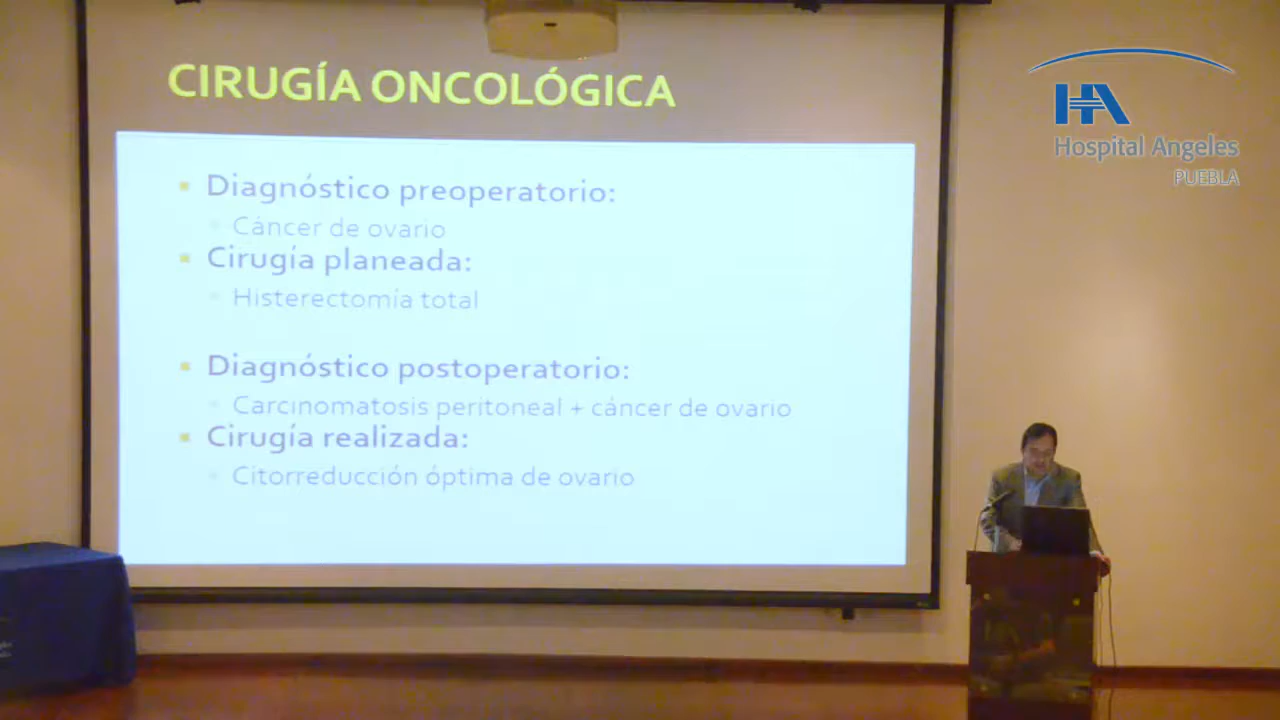 CIRUGÍA ONCOLÓGICA
Diagnóstico preoperatorio:
Cáncer de ovario
Cirugía planeada:
Histerectomía total
Diagnóstico postoperatorio:
Carcinomatosis peritoneal + cáncer de ovario
Cirugía realizada:
Citorreducción óptima de ovario
HA
Hospital Angeles
PUEBLA